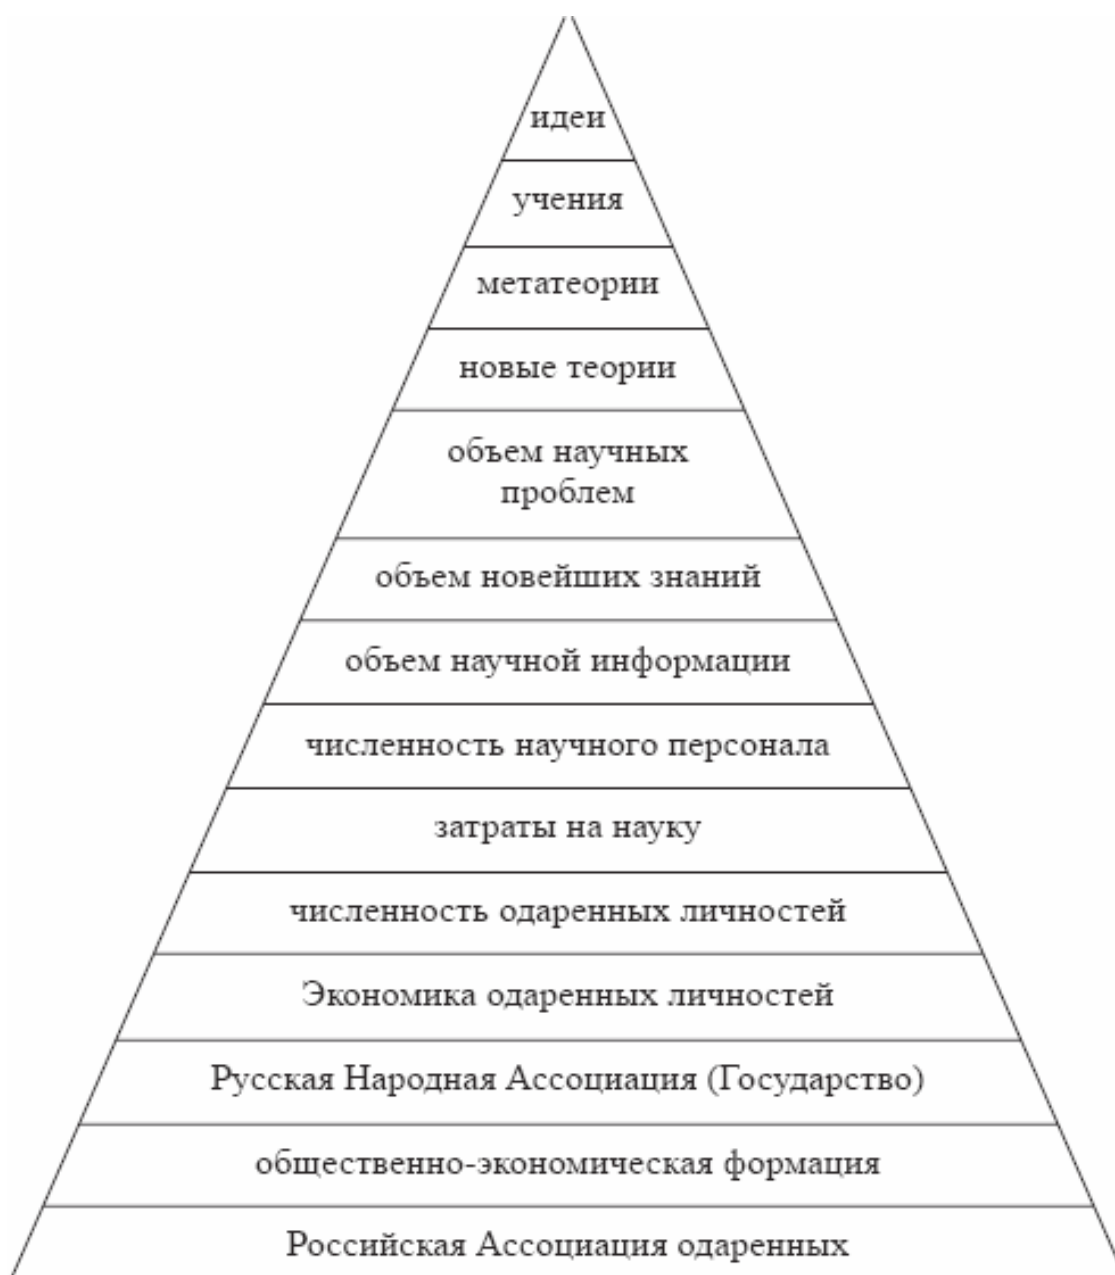 идеи
учения
метатеории
новые теории
объем научных
проблем
объем новейших знаний
объем научной информации
численность научного персонала
затраты на науку
численность одаренных личностей
Экономика одаренных личностей
Русская Народная Ассоциация (Государство)
общественно-экономическая формация
Российская Ассоциация одаренных